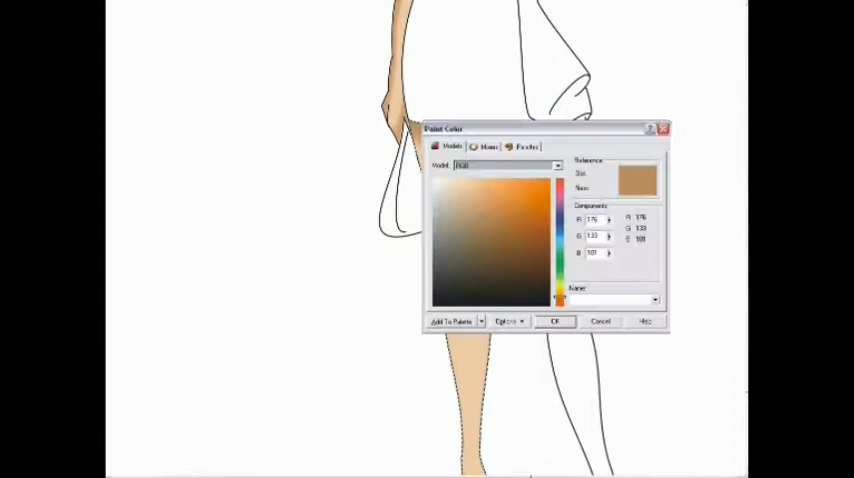 Paint Color
Models Mixers Palettes
Model: RGB
Reference
Old:
New:
Components
R 176 R 176
G 133 G 133
B 101 B 101
Name:
Add To Palette Options OK Cancel Help